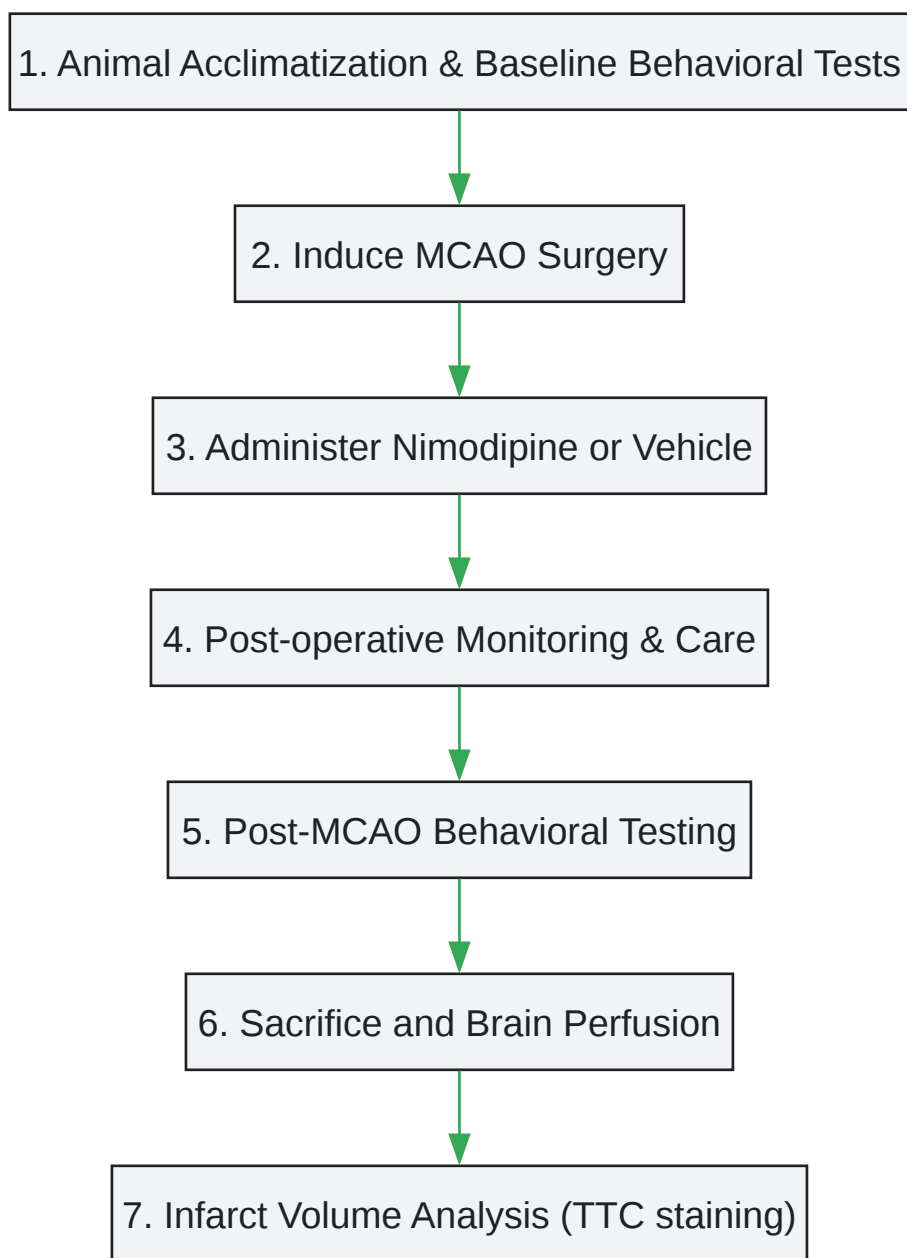 1. Animal Acclimatization & Baseline Behavioral Tests
2. Induce MCAO Surgery
3. Administer Nimodipine or Vehicle
4. Post-operative Monitoring & Care
5. Post-MCAO Behavioral Testing
6. Sacrifice and Brain Perfusion
7. Infarct Volume Analysis (TTC staining)